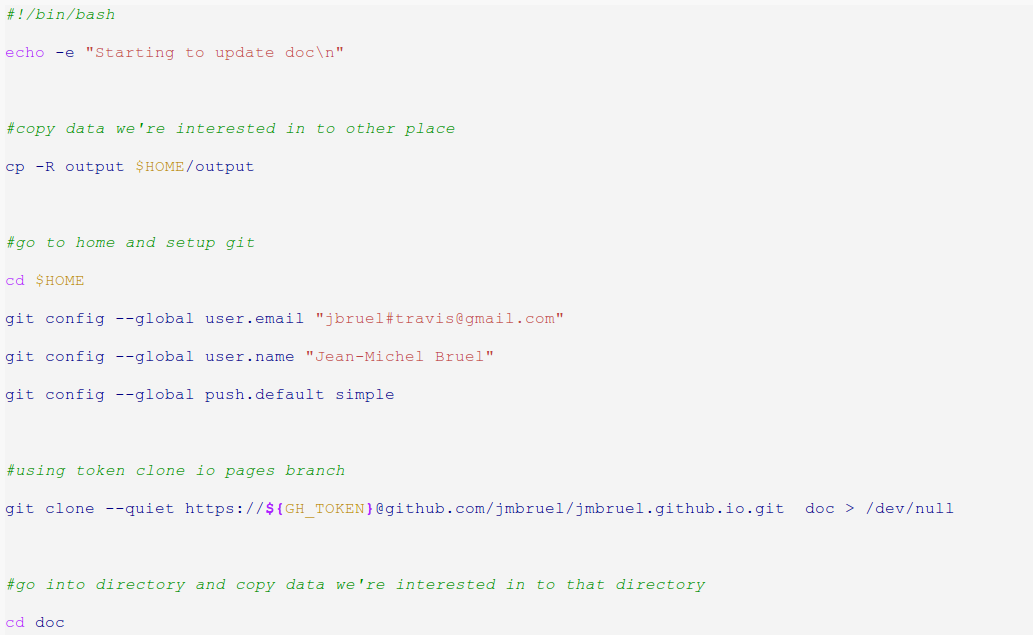 #!/bin/bash
echo -e "Starting to update doc\n"
#copy data we're interested in to other place
cp -R output $HOME/output
#go to home and setup git
cd $HOME
git config --global user.email "jbruel#travis@gmail.com"
git config --global user.name "Jean-Michel Bruel"
git config --global push.default simple
#using token clone io pages branch
git clone --quiet https://${GH_TOKEN}@github.com/jmbruel/jmbruel.github.io.git  doc > /dev/null
#go into directory and copy data we're interested in to that directory
cd doc